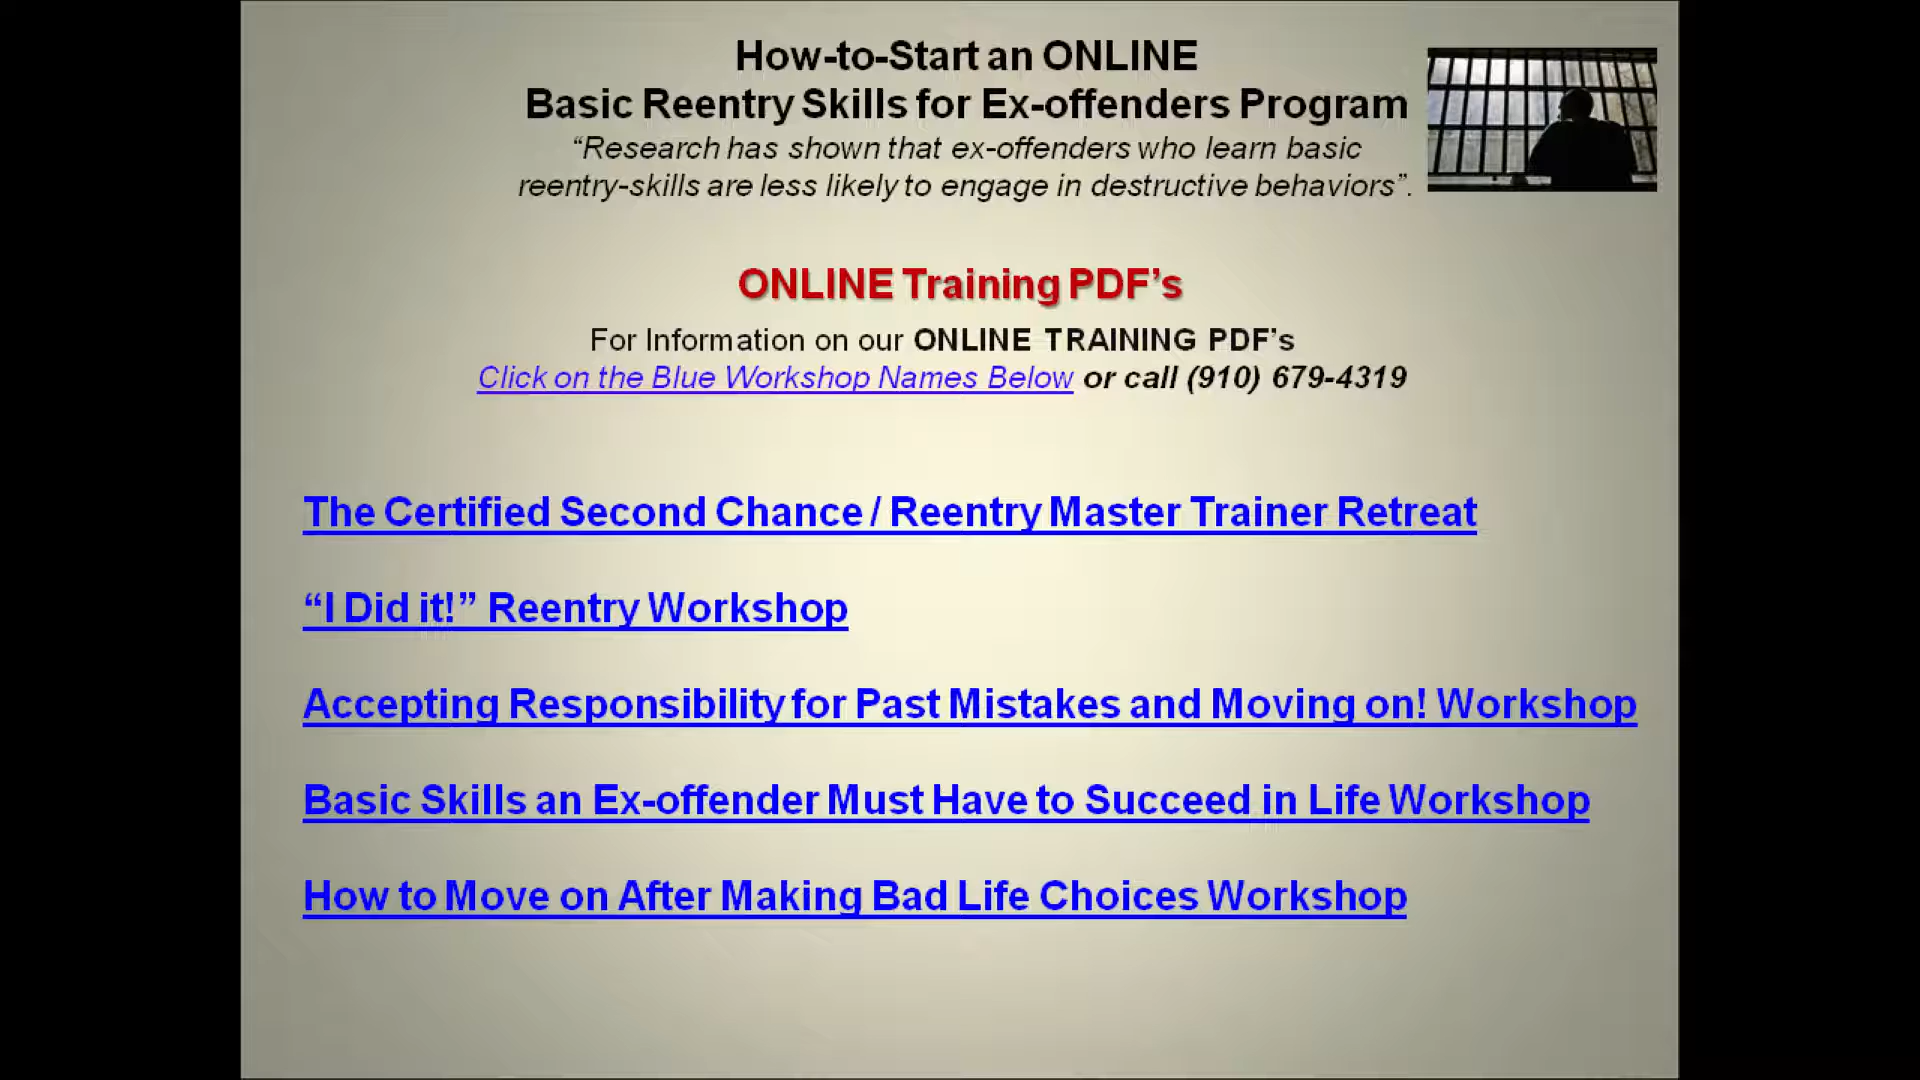 How-to-Start an ONLINE
Basic Reentry Skills for Ex-offenders Program
“Research has shown that ex-offenders who learn basic
reentry-skills are less likely to engage in destructive behaviors”.
ONLINE Training PDF’s
For Information on our ONLINE TRAINING PDF’s
Click on the Blue Workshop Names Below or call (910) 679-4319
The Certified Second Chance / Reentry Master Trainer Retreat
“I Did it!” Reentry Workshop
Accepting Responsibility for Past Mistakes and Moving on! Workshop
Basic Skills an Ex-offender Must Have to Succeed in Life Workshop
How to Move on After Making Bad Life Choices Workshop